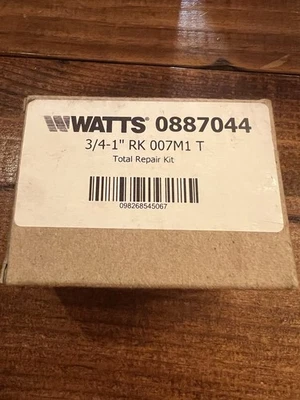 WATTS® 0887044
3/4-1" RK 007M1 T
Total Repair Kit
098268545067